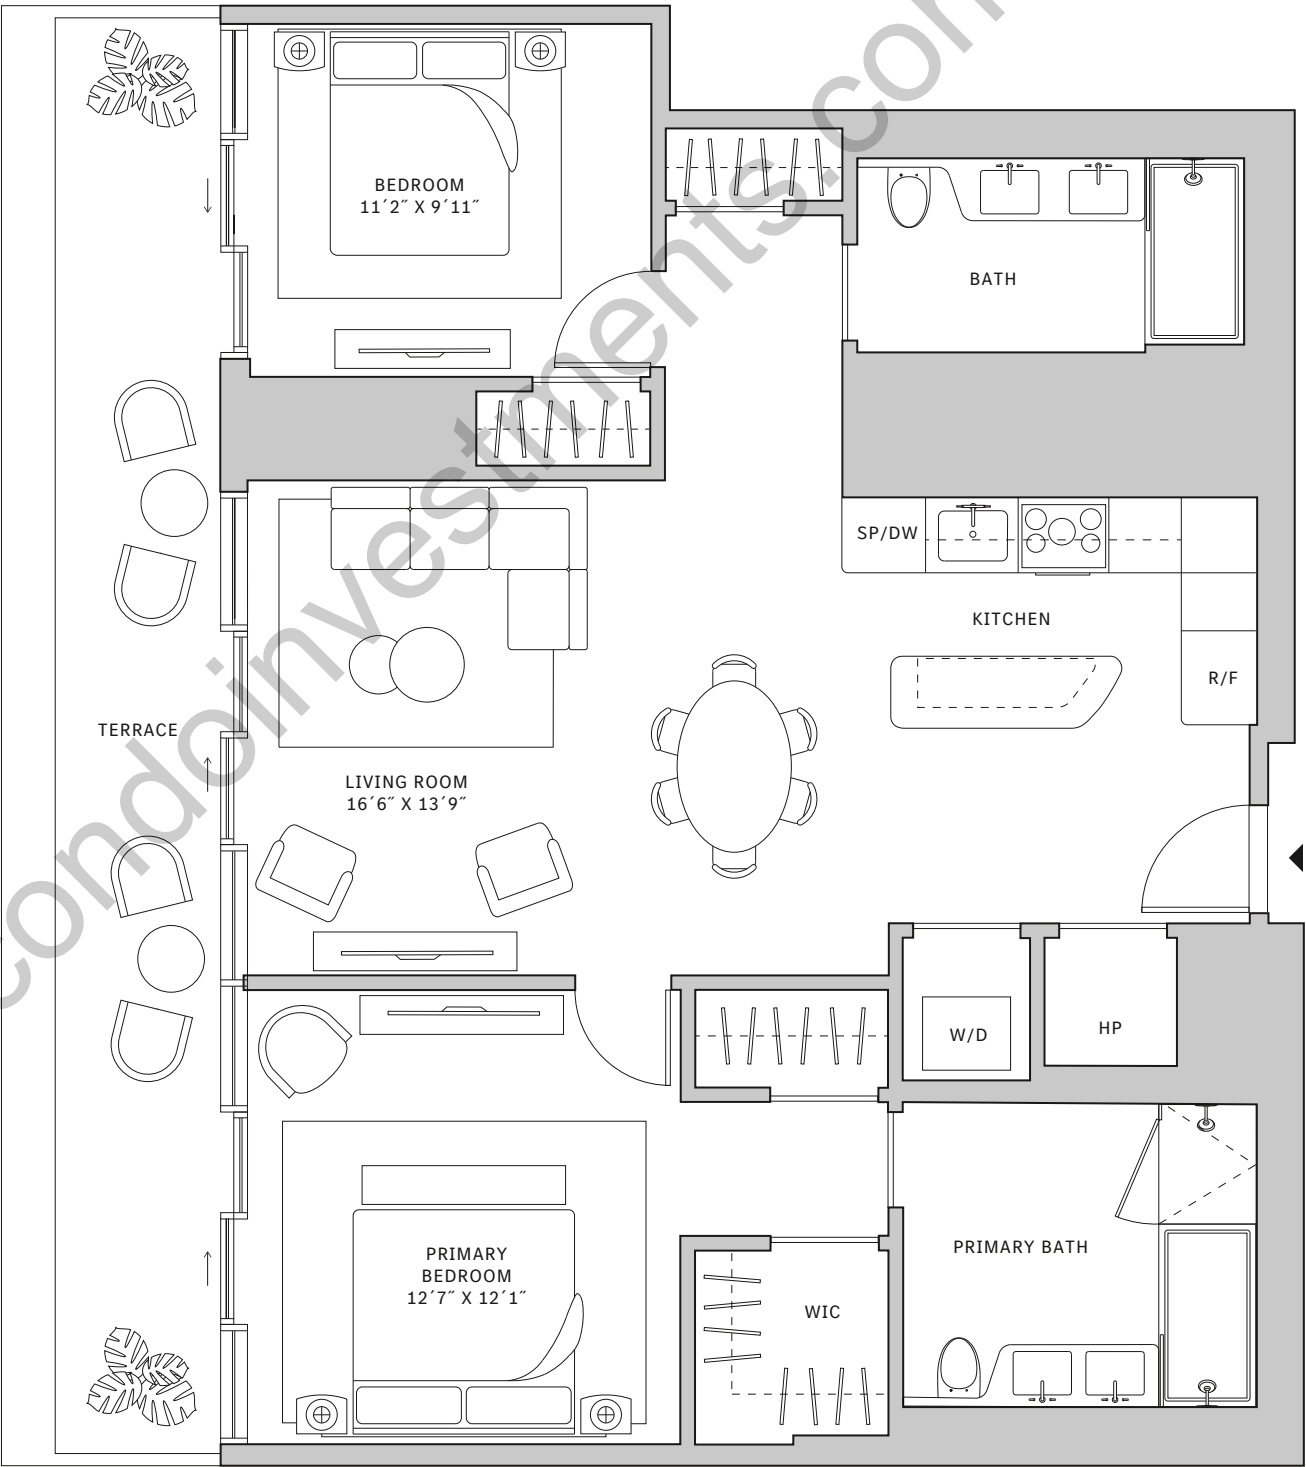 BEDROOM
11′2″ X 9′11″
BATH
SP/DW
KITCHEN
R/F
TERRACE
LIVING ROOM
16′6″ X 13′9″
W/D
HP
PRIMARY
BEDROOM
12′7″ X 12′1″
PRIMARY BATH
WIC
condoinvestments.com